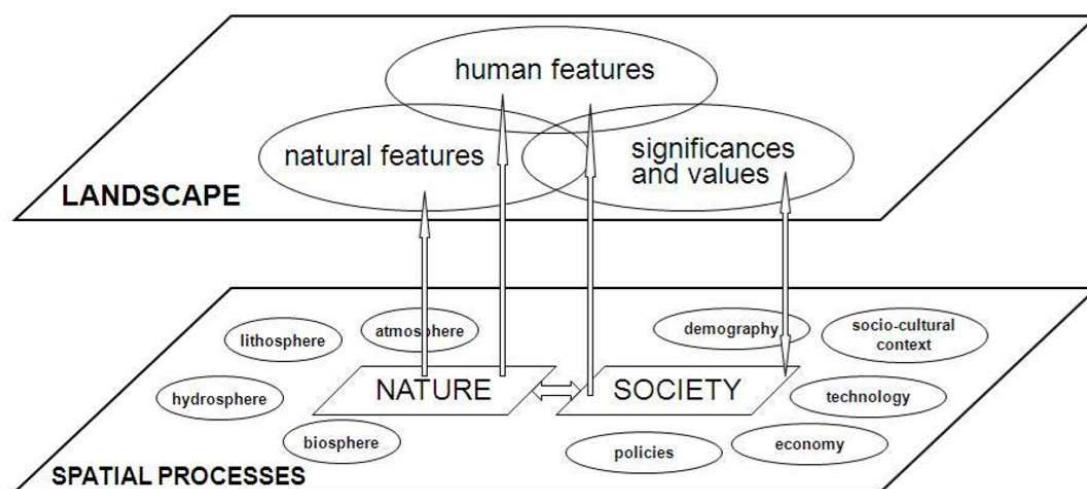 human features
natural features
significances
and values
LANDSCAPE
lithosphere
atmosphere
demography
socio-cultural
context
hydrosphere
NATURE
SOCIETY
technology
biosphere
policies
economy
SPATIAL PROCESSES